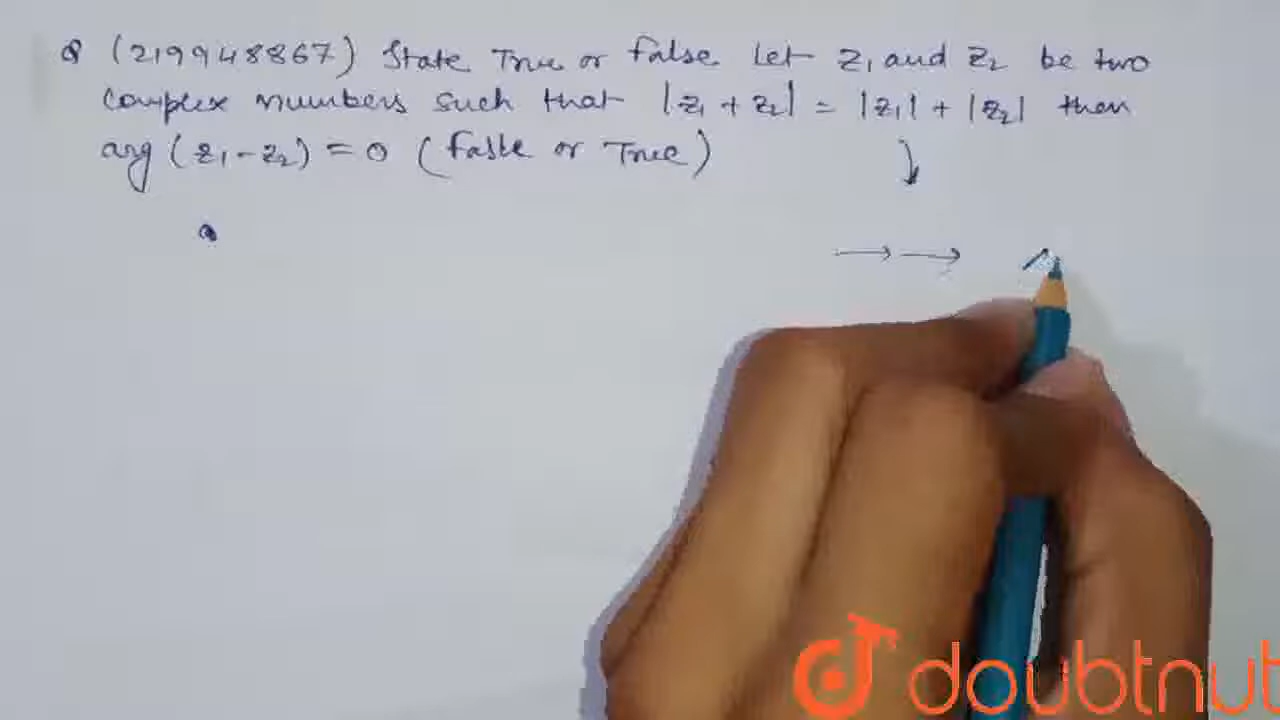 Q (219948867) State True or false Let z₁ and z₂ be two
complex numbers such that |z₁ + z₂| = |z₁| + |z₂| then
arg (z₁ - z₂) = 0 (false or True)
doubtnut